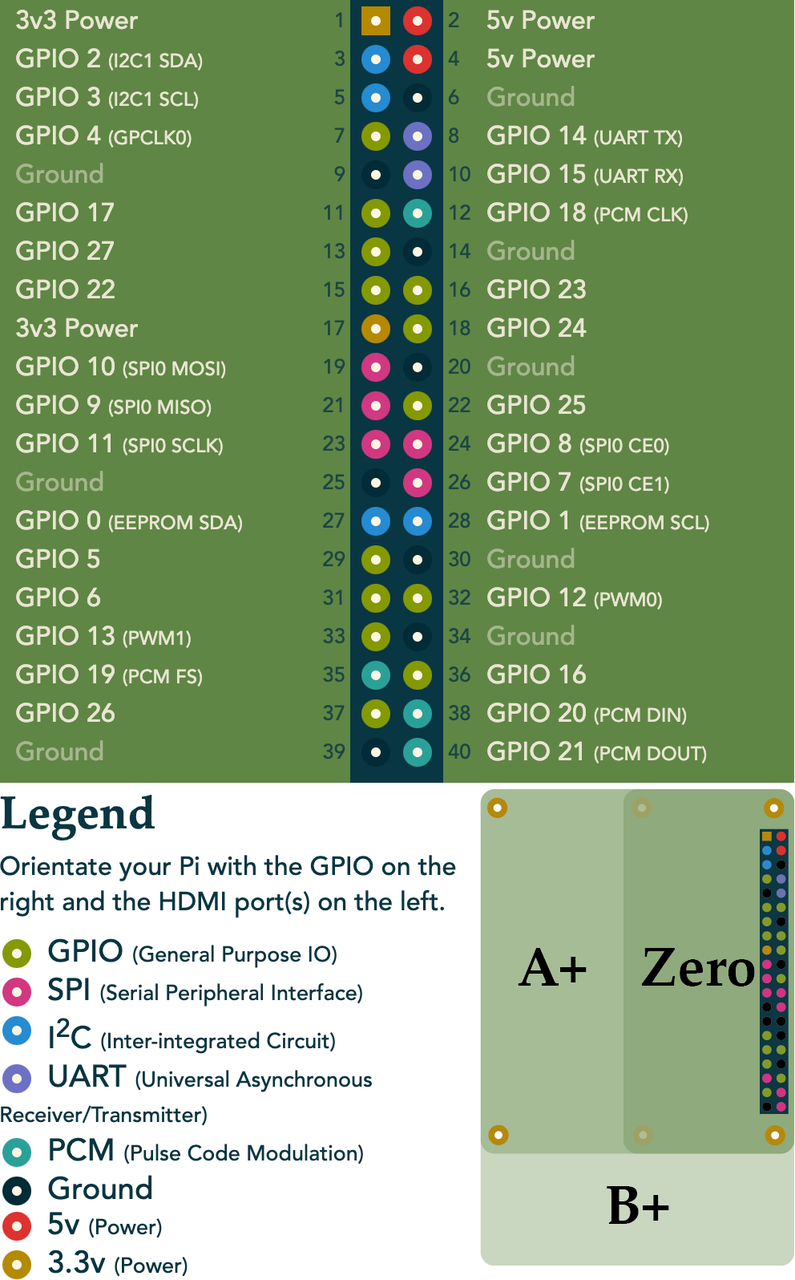 3v3 Power 1 2 5v Power
GPIO 2 (I2C1 SDA) 3 4 5v Power
GPIO 3 (I2C1 SCL) 5 6 Ground
GPIO 4 (GPCLK0) 7 8 GPIO 14 (UART TX)
Ground 9 10 GPIO 15 (UART RX)
GPIO 17 11 12 GPIO 18 (PCM CLK)
GPIO 27 13 14 Ground
GPIO 22 15 16 GPIO 23
3v3 Power 17 18 GPIO 24
GPIO 10 (SPI0 MOSI) 19 20 Ground
GPIO 9 (SPI0 MISO) 21 22 GPIO 25
GPIO 11 (SPI0 SCLK) 23 24 GPIO 8 (SPI0 CE0)
Ground 25 26 GPIO 7 (SPI0 CE1)
GPIO 0 (EEPROM SDA) 27 28 GPIO 1 (EEPROM SCL)
GPIO 5 29 30 Ground
GPIO 6 31 32 GPIO 12 (PWM0)
GPIO 13 (PWM1) 33 34 Ground
GPIO 19 (PCM FS) 35 36 GPIO 16
GPIO 26 37 38 GPIO 20 (PCM DIN)
Ground 39 40 GPIO 21 (PCM DOUT)
Legend
Orientate your Pi with the GPIO on the
right and the HDMI port(s) on the left.
GPIO (General Purpose IO)
SPI (Serial Peripheral Interface)
I²C (Inter-integrated Circuit)
UART (Universal Asynchronous
Receiver/Transmitter)
PCM (Pulse Code Modulation)
Ground
5v (Power)
3.3v (Power)
A+
Zero
B+